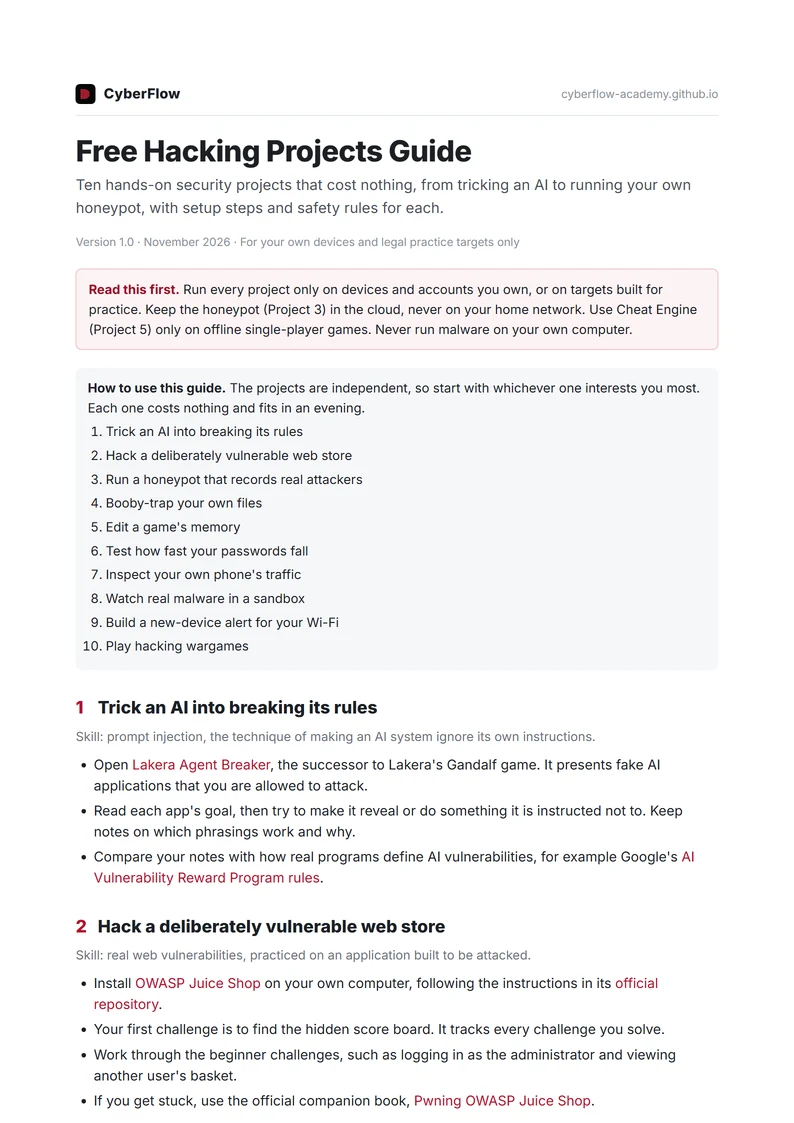 CyberFlow
cyberflow-academy.github.io
Free Hacking Projects Guide
Ten hands-on security projects that cost nothing, from tricking an AI to running your own
honeypot, with setup steps and safety rules for each.
Version 1.0 · November 2026 · For your own devices and legal practice targets only
Read this first. Run every project only on devices and accounts you own, or on targets built for
practice. Keep the honeypot (Project 3) in the cloud, never on your home network. Use Cheat Engine
(Project 5) only on offline single-player games. Never run malware on your own computer.
How to use this guide. The projects are independent, so start with whichever one interests you most.
Each one costs nothing and fits in an evening.
1. Trick an AI into breaking its rules
2. Hack a deliberately vulnerable web store
3. Run a honeypot that records real attackers
4. Booby-trap your own files
5. Edit a game's memory
6. Test how fast your passwords fall
7. Inspect your own phone's traffic
8. Watch real malware in a sandbox
9. Build a new-device alert for your Wi-Fi
10. Play hacking wargames
1 Trick an AI into breaking its rules
Skill: prompt injection, the technique of making an AI system ignore its own instructions.
• Open Lakera Agent Breaker, the successor to Lakera's Gandalf game. It presents fake AI
applications that you are allowed to attack.
• Read each app's goal, then try to make it reveal or do something it is instructed not to. Keep
notes on which phrasings work and why.
• Compare your notes with how real programs define AI vulnerabilities, for example Google's AI
Vulnerability Reward Program rules.
2 Hack a deliberately vulnerable web store
Skill: real web vulnerabilities, practiced on an application built to be attacked.
• Install OWASP Juice Shop on your own computer, following the instructions in its official
repository.
• Your first challenge is to find the hidden score board. It tracks every challenge you solve.
• Work through the beginner challenges, such as logging in as the administrator and viewing
another user's basket.
• If you get stuck, use the official companion book, Pwning OWASP Juice Shop.